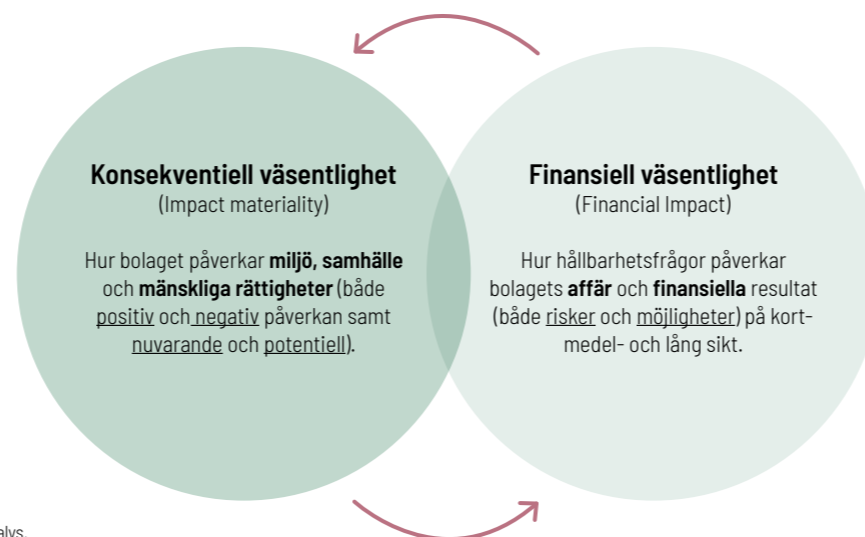 Konsekventiell väsentlighet
(Impact materiality)
Hur bolaget påverkar miljö, samhälle
och mänskliga rättigheter (både
positiv och negativ påverkan samt
nuvarande och potentiell).
Finansiell väsentlighet
(Financial Impact)
Hur hållbarhetsfrågor påverkar
bolagets affär och finansiella resultat
(både risker och möjligheter) på kort-
medel- och lång sikt.